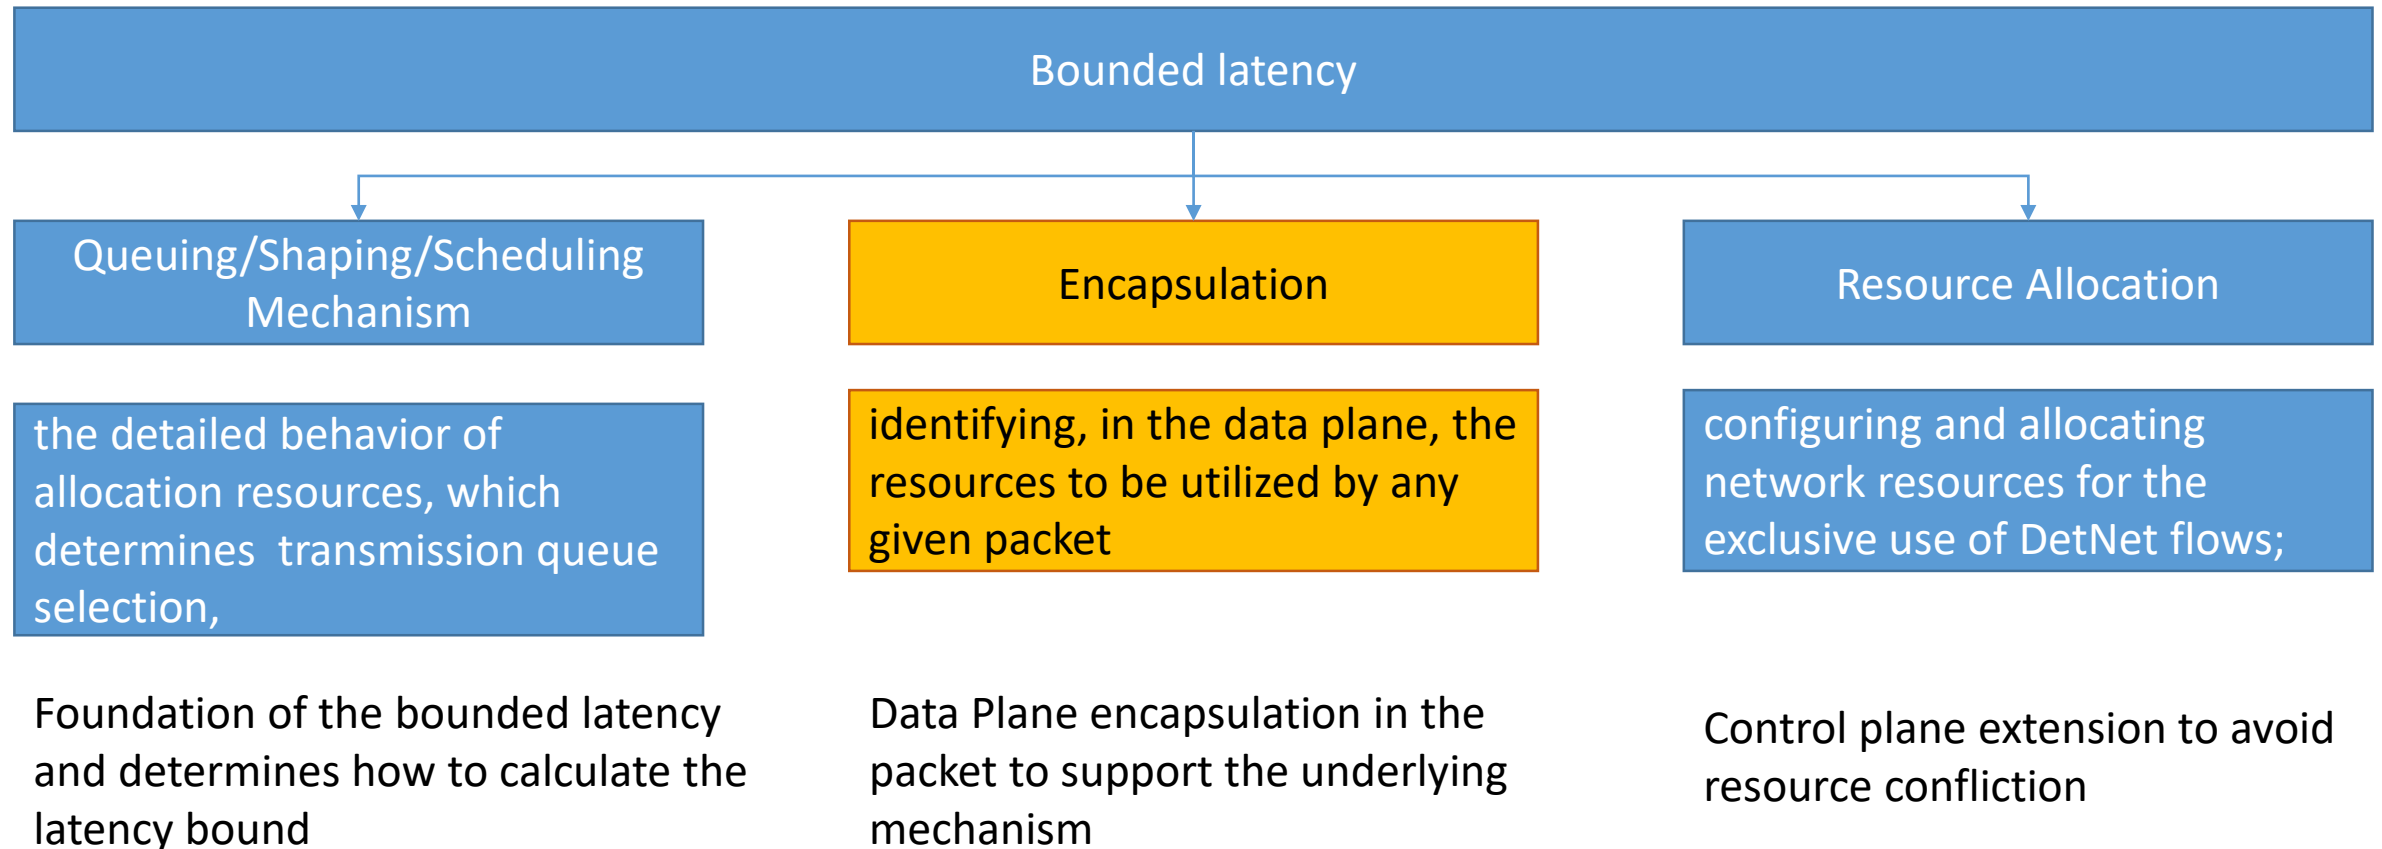 Bounded latency
Queuing/Shaping/Scheduling
Mechanism
Encapsulation
Resource Allocation
the detailed behavior of
allocation resources, which
determines  transmission queue
selection,
identifying, in the data plane, the
resources to be utilized by any
given packet
configuring and allocating
network resources for the
exclusive use of DetNet flows;
Foundation of the bounded latency
and determines how to calculate the
latency bound
Data Plane encapsulation in the
packet to support the underlying
mechanism
Control plane extension to avoid
resource confliction